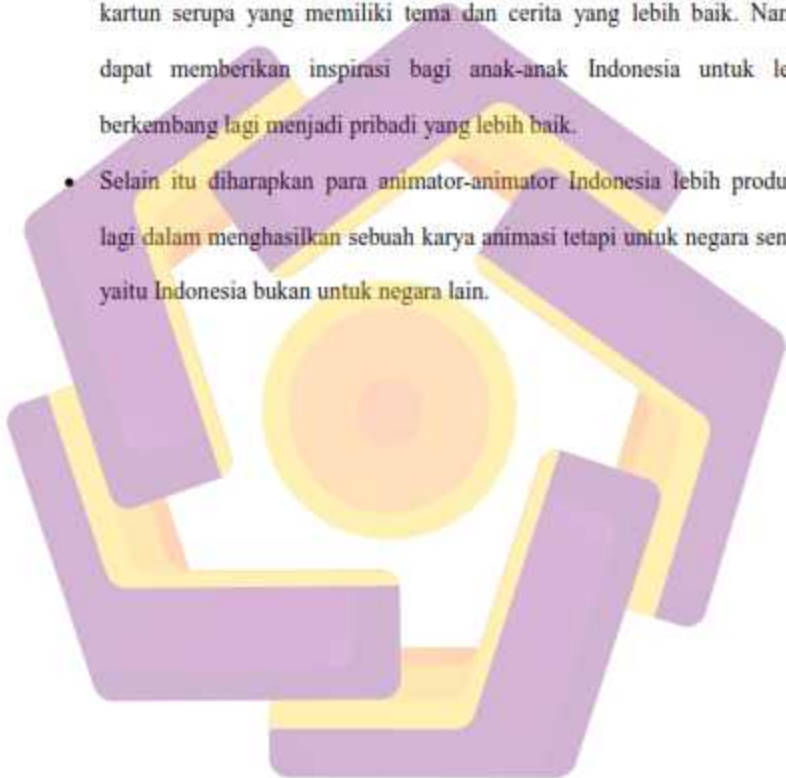 kartun serupa yang memiliki tema dan cerita yang lebih baik.
dapat memberikan inspirasi bagi anak-anak Indonesia untuk
berkembang lagi menjadi pribadi yang lebih baik.
• Selain itu diharapkan para animator-animator Indonesia lebih
lagi dalam menghasilkan sebuah karya animasi tetapi untuk negara
yaitu Indonesia bukan untuk negara lain.